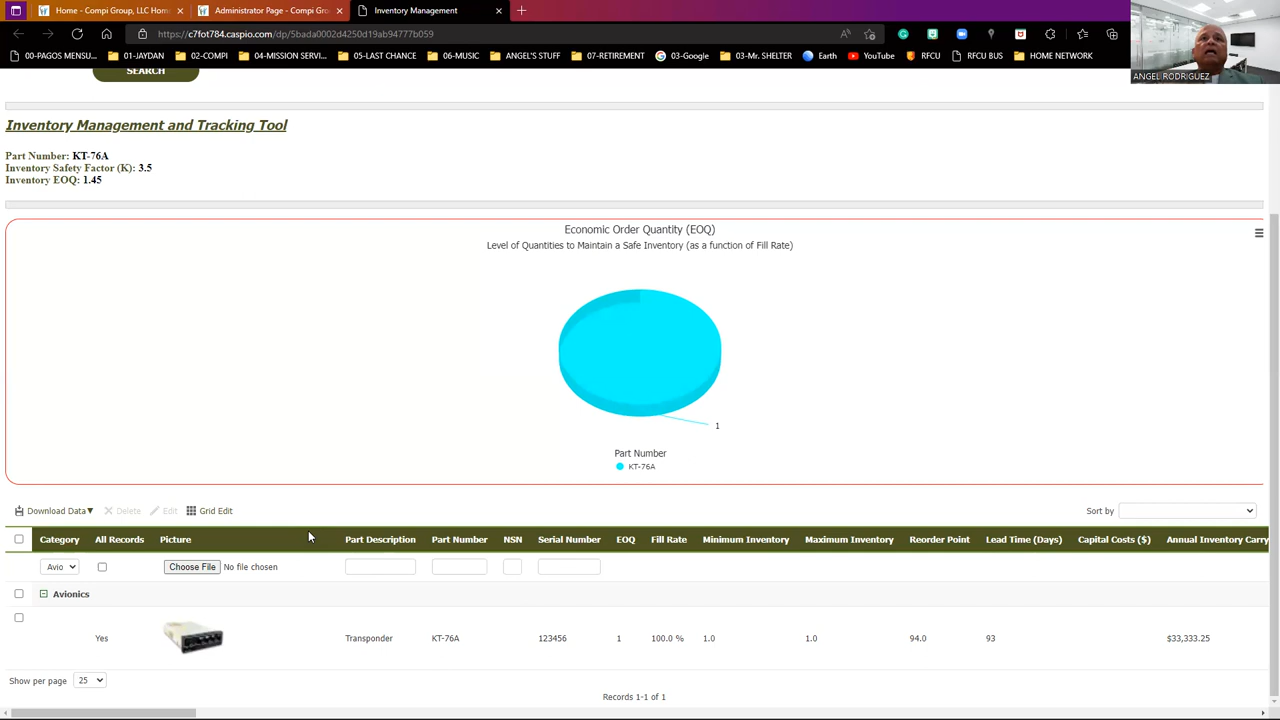 Home - Compi Group, LLC Hom
Administrator Page - Compi Gro
Inventory Management
https://c7fot784.caspio.com/dp/5bada0002d4250d19ab94777b059
00-PAGOS MENSU...
01-JAYDAN
02-COMPI
04-MISSION SERVI...
05-LAST CHANCE
06-MUSIC
ANGEL'S STUFF
07-RETIREMENT
03-Google
03-Mr. SHELTER
Earth
YouTube
RFCU
RFCU BUS
HOME NETWORK
ANGEL RODRIGUEZ
SEARCH
Inventory Management and Tracking Tool
Part Number: KT-76A
Inventory Safety Factor (K): 3.5
Inventory EOQ: 1.45
Economic Order Quantity (EOQ)
Level of Quantities to Maintain a Safe Inventory (as a function of Fill Rate)
1
Part Number
KT-76A
Download Data▼ Delete Edit Grid Edit Sort by
Category All Records Picture Part Description Part Number NSN Serial Number EOQ Fill Rate Minimum Inventory Maximum Inventory Reorder Point Lead Time (Days) Capital Costs ($) Annual Inventory Carry
Avio Choose File No file chosen
Avionics
Yes Transponder KT-76A 123456 1 100.0 % 1.0 1.0 94.0 93 $33,333.25
Show per page 25
Records 1-1 of 1